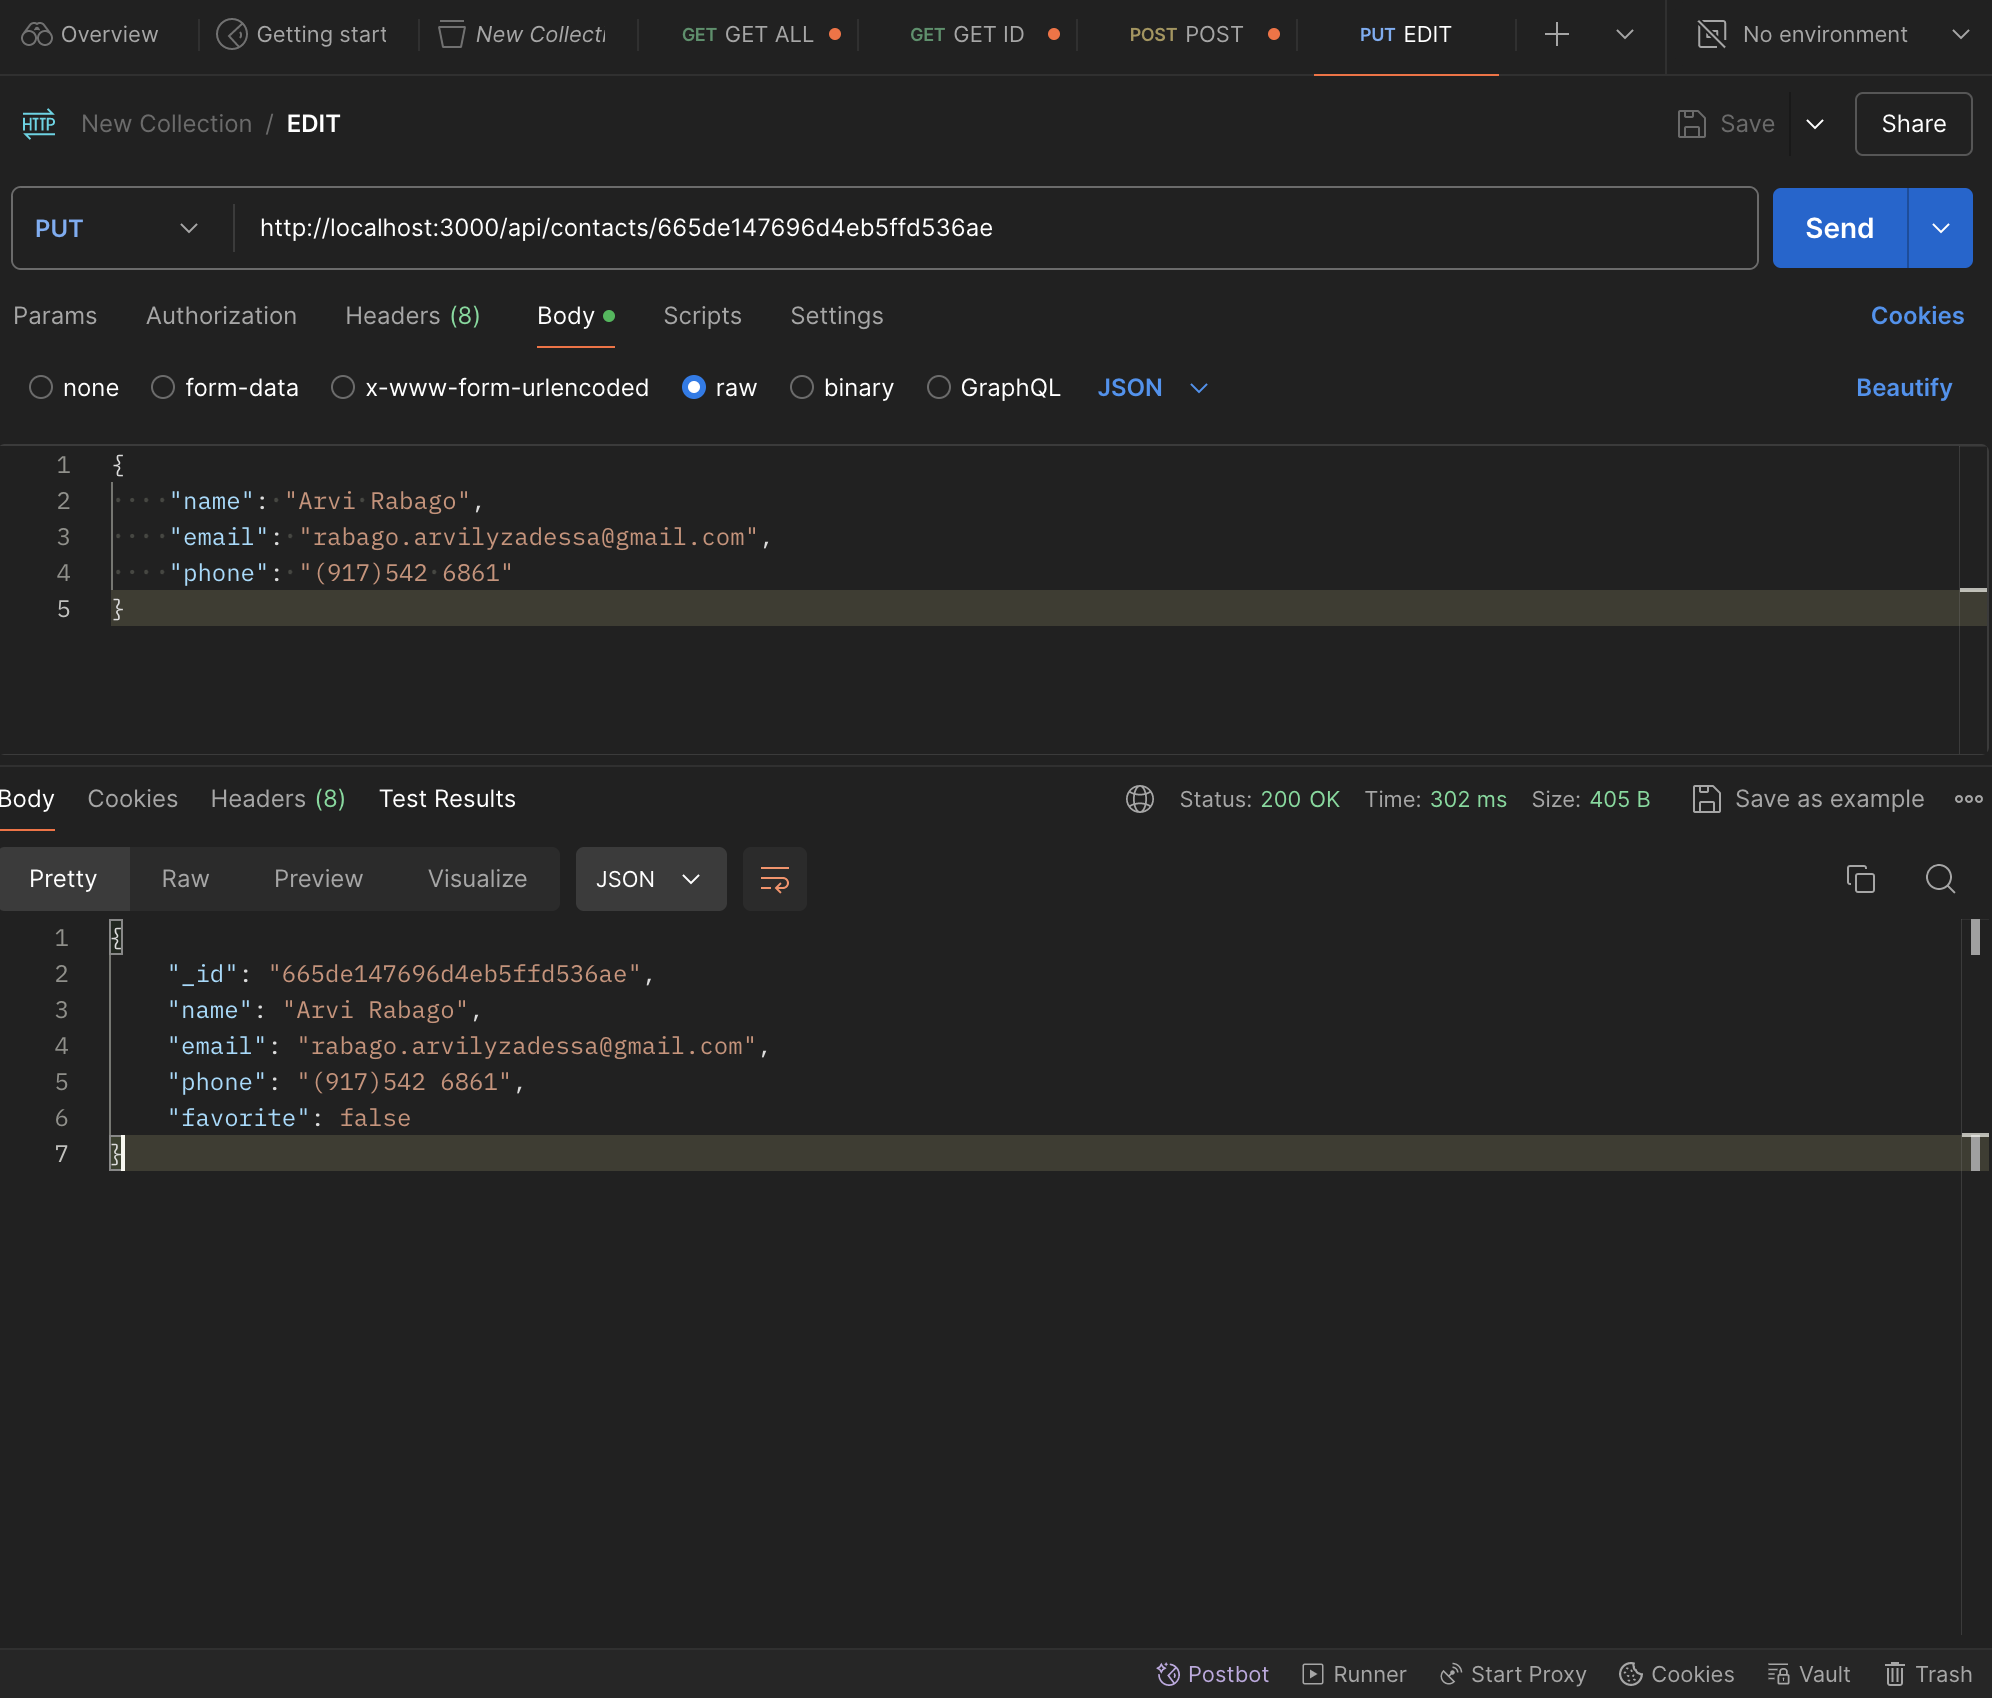 Overview Getting start New Collecti GET GET ALL GET GET ID POST POST PUT EDIT No environment
HTTP New Collection / EDIT Save Share
PUT http://localhost:3000/api/contacts/665de147696d4eb5ffd536ae Send
Params Authorization Headers (8) Body Scripts Settings Cookies
none form-data x-www-form-urlencoded raw binary GraphQL JSON Beautify
1 {
2 "name": "Arvi Rabago",
3 "email": "rabago.arvilyzadessa@gmail.com",
4 "phone": "(917)542 6861"
5 }
Body Cookies Headers (8) Test Results Status: 200 OK Time: 302 ms Size: 405 B Save as example
Pretty Raw Preview Visualize JSON
1 {
2 "_id": "665de147696d4eb5ffd536ae",
3 "name": "Arvi Rabago",
4 "email": "rabago.arvilyzadessa@gmail.com",
5 "phone": "(917)542 6861",
6 "favorite": false
7 }
Postbot Runner Start Proxy Cookies Vault Trash